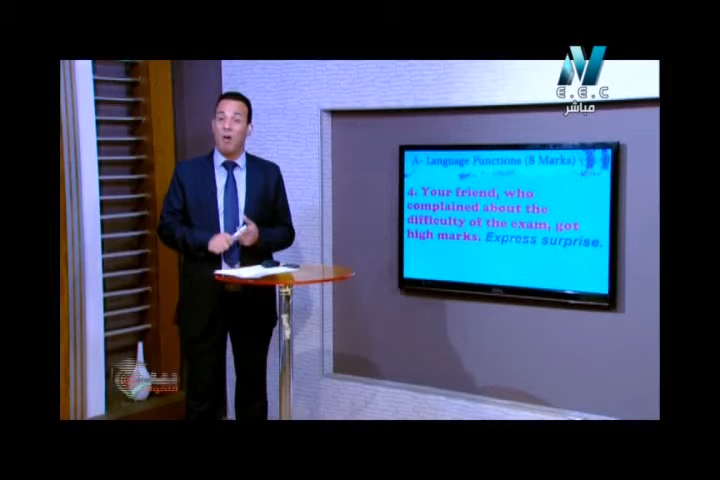 E.E.C
مباشر
A- Language Functions (8 Marks)
4. Your friend, who
complained about the
difficulty of the exam, got
high marks. Express surprise.